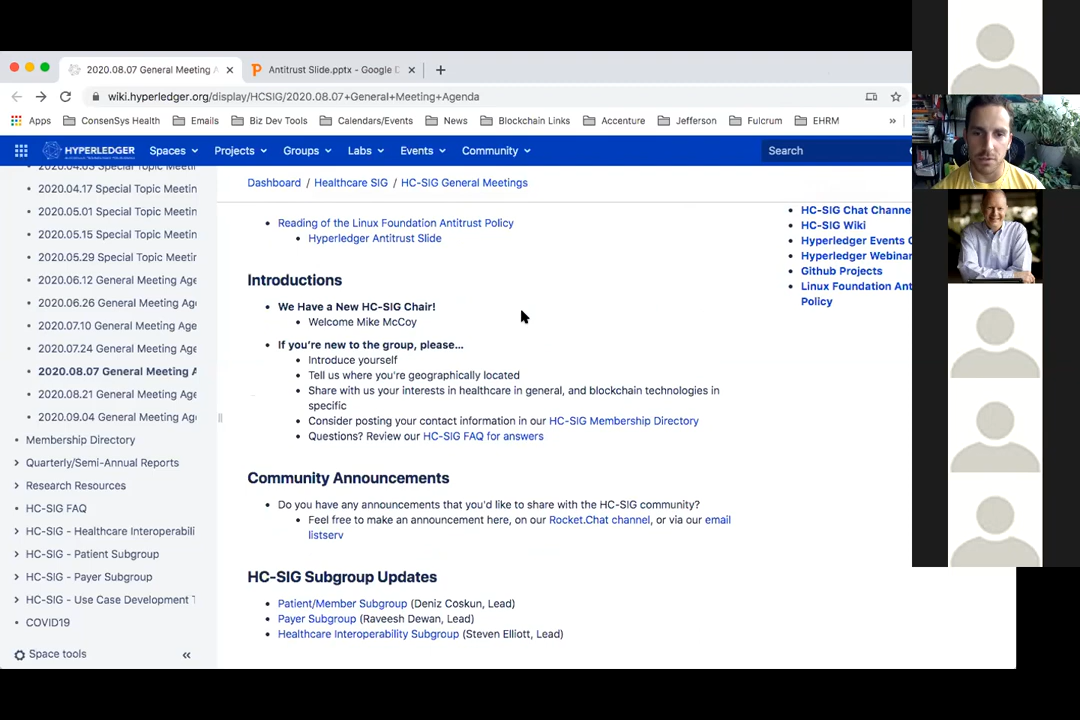 2020.08.07 General Meeting A
Antitrust Slide.pptx - Google D
wiki.hyperledger.org/display/HCSIG/2020.08.07+General+Meeting+Agenda
Apps
ConsenSys Health
Emails
Biz Dev Tools
Calendars/Events
News
Blockchain Links
Accenture
Jefferson
Fulcrum
EHRM
»
HYPERLEDGER
Spaces
Projects
Groups
Labs
Events
Community
Search
2020.04.03 Special Topic Meetin
2020.04.17 Special Topic Meetin
2020.05.01 Special Topic Meetin
2020.05.15 Special Topic Meetin
2020.05.29 Special Topic Meetin
2020.06.12 General Meeting Age
2020.06.26 General Meeting Age
2020.07.10 General Meeting Age
2020.07.24 General Meeting Age
2020.08.07 General Meeting A
2020.08.21 General Meeting Age
2020.09.04 General Meeting Age
Membership Directory
Quarterly/Semi-Annual Reports
Research Resources
HC-SIG FAQ
HC-SIG - Healthcare Interoperabili
HC-SIG - Patient Subgroup
HC-SIG - Payer Subgroup
HC-SIG - Use Case Development T
COVID19
Space tools
«
Dashboard / Healthcare SIG / HC-SIG General Meetings
Reading of the Linux Foundation Antitrust Policy
Hyperledger Antitrust Slide
Introductions
We Have a New HC-SIG Chair!
Welcome Mike McCoy
If you're new to the group, please...
Introduce yourself
Tell us where you're geographically located
Share with us your interests in healthcare in general, and blockchain technologies in
specific
Consider posting your contact information in our HC-SIG Membership Directory
Questions? Review our HC-SIG FAQ for answers
Community Announcements
Do you have any announcements that you'd like to share with the HC-SIG community?
Feel free to make an announcement here, on our Rocket.Chat channel, or via our email
listserv
HC-SIG Subgroup Updates
Patient/Member Subgroup (Deniz Coskun, Lead)
Payer Subgroup (Raveesh Dewan, Lead)
Healthcare Interoperability Subgroup (Steven Elliott, Lead)
HC-SIG Chat Channe
HC-SIG Wiki
Hyperledger Events C
Hyperledger Webinar
Github Projects
Linux Foundation Ant
Policy